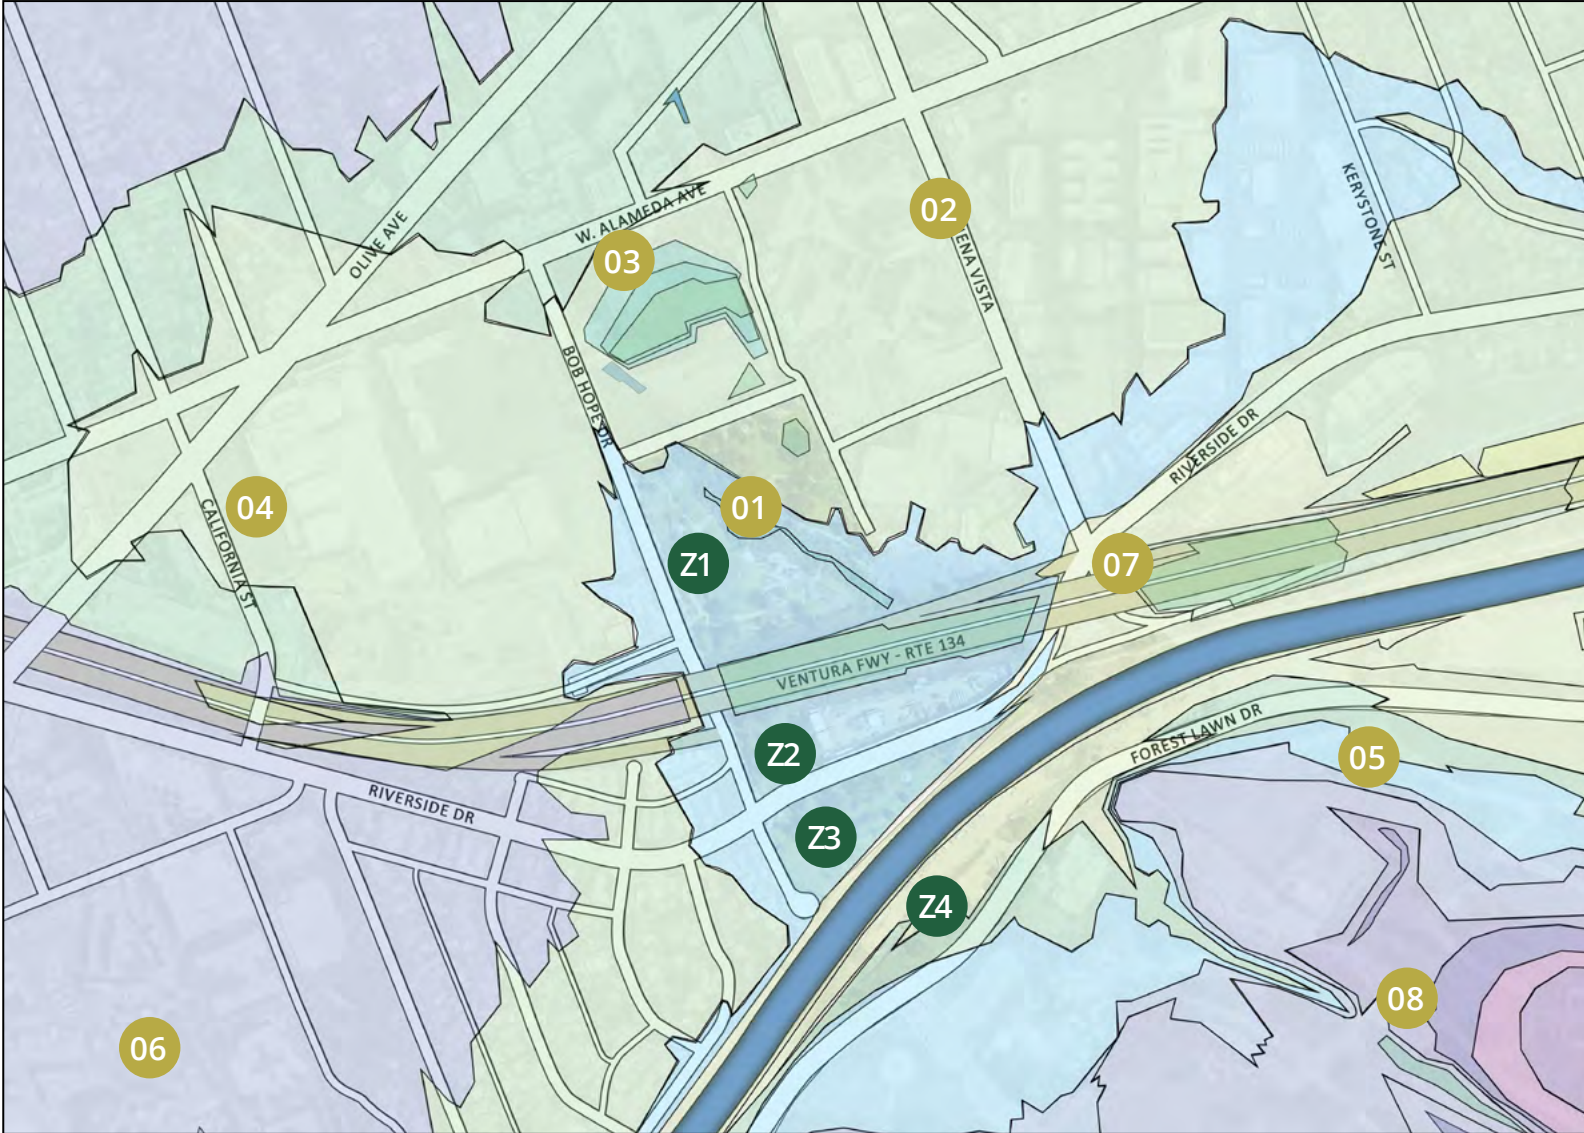 KERYSTONE ST
02
ENA VISTA
W. ALAMEDA AVE
OLIVE AVE
03
BOB HOPE DR
RIVERSIDE DR
04
01
CALIFORNIA ST
Z1
07
VENTURA FWY - RTE 134
FOREST LAWN DR
Z2
05
RIVERSIDE DR
Z3
Z4
08
06